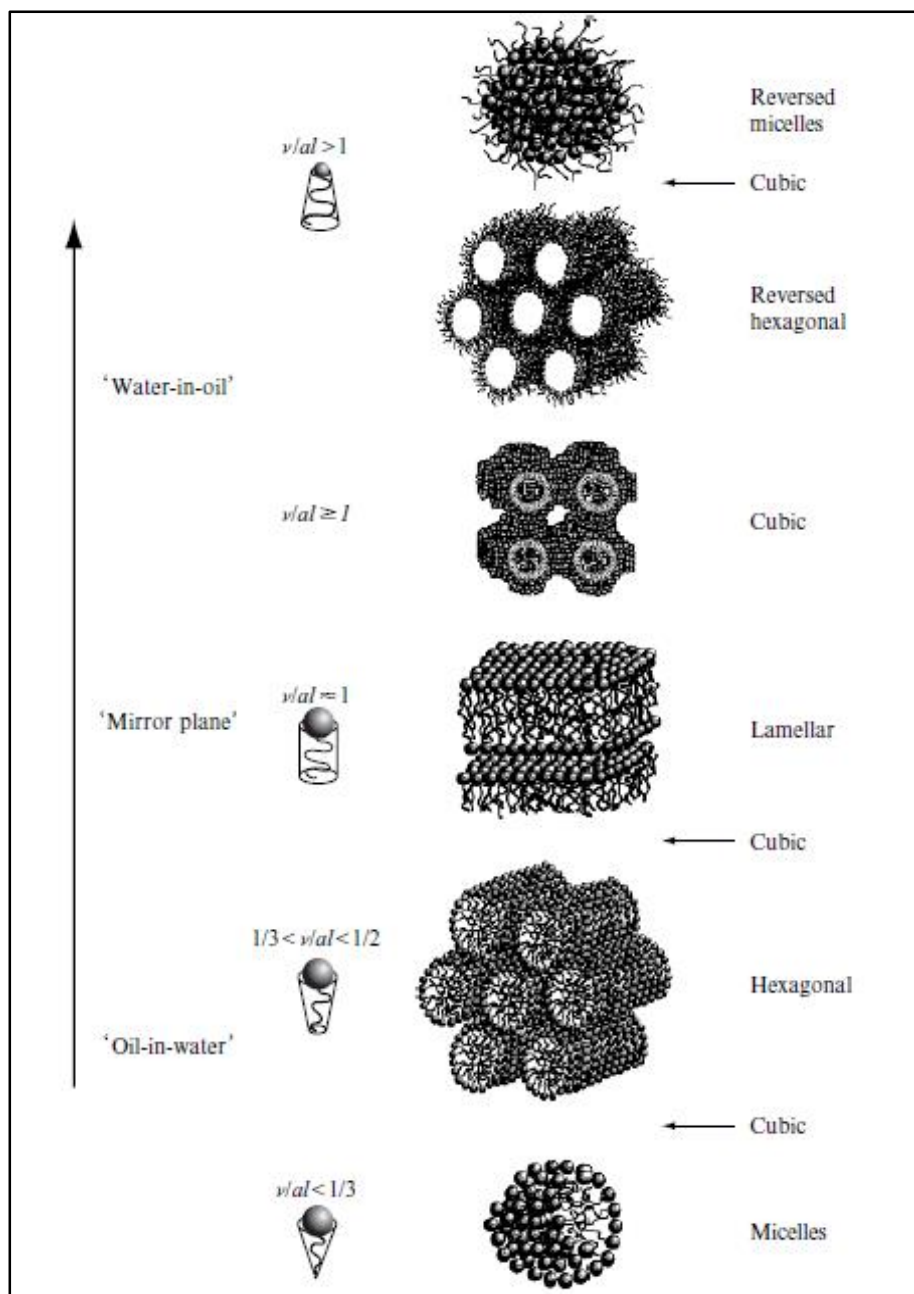 Reversed
micelles
ν/al > 1
Cubic
Reversed
hexagonal
‘Water-in-oil’
ν/al ≥ 1
Cubic
ν/al ≈ 1
‘Mirror plane’
Lamellar
Cubic
1/3 < ν/al < 1/2
Hexagonal
‘Oil-in-water’
Cubic
ν/al < 1/3
Micelles